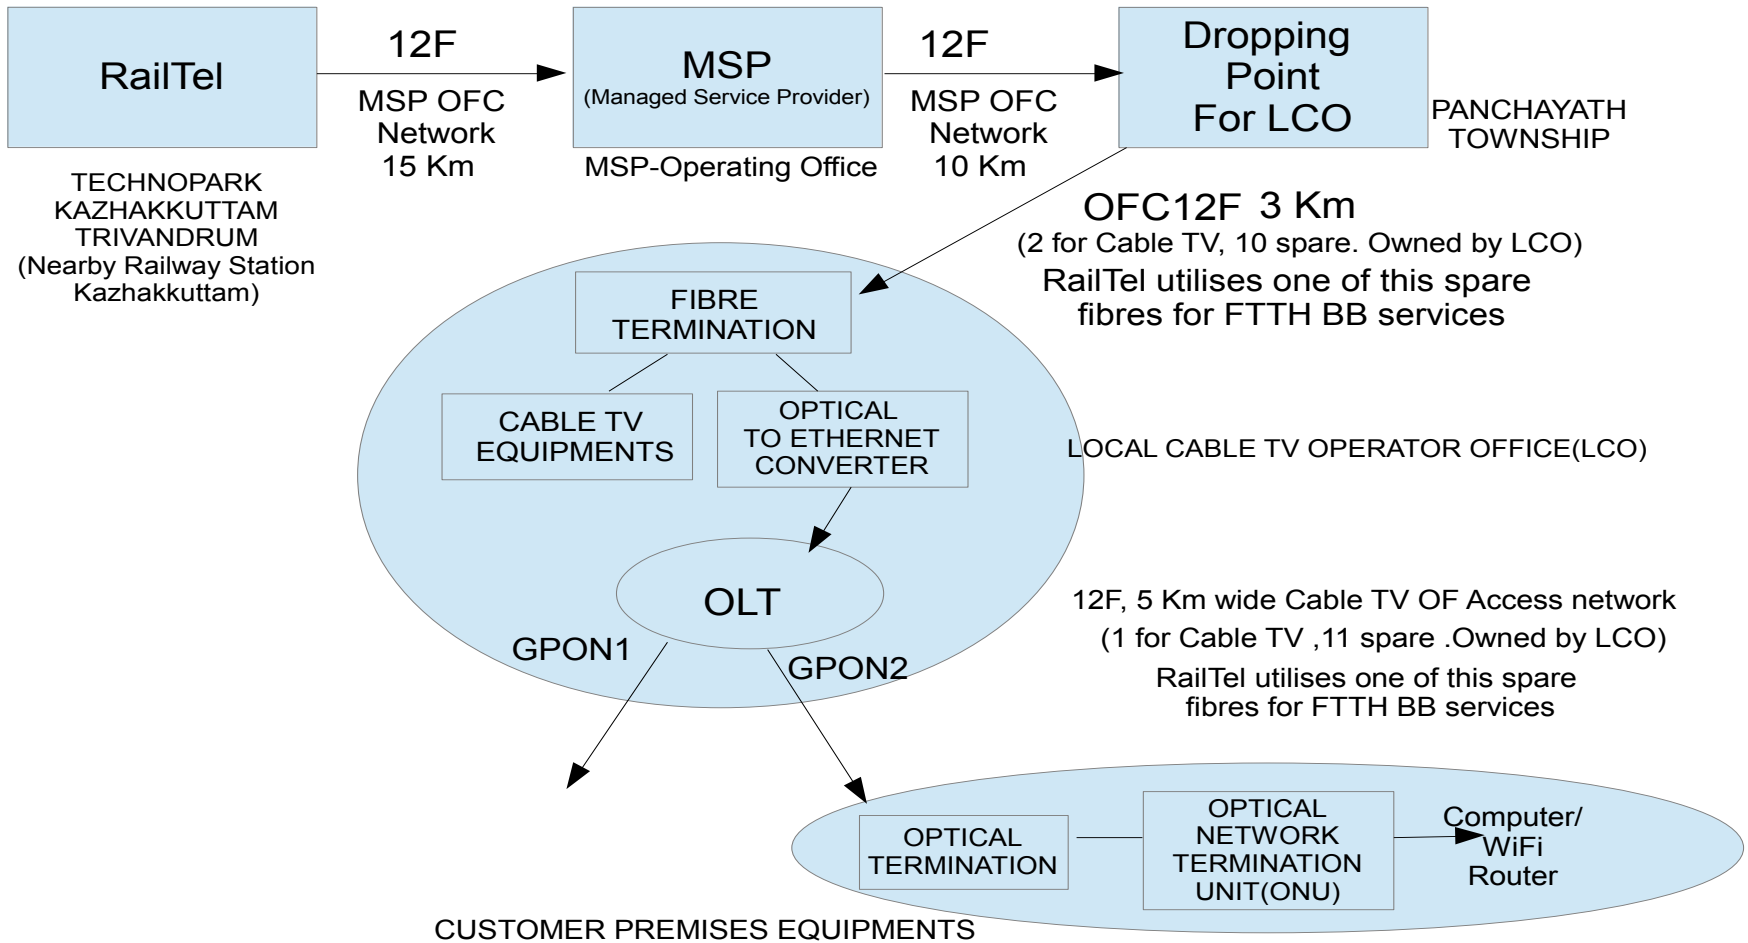 RailTel
12F
MSP OFC
Network
15 Km
MSP
(Managed Service Provider)
MSP-Operating Office
12F
MSP OFC
Network
10 Km
Dropping
Point
For LCO
PANCHAYATH
TOWNSHIP
TECHNOPARK
KAZHAKKUTTAM
TRIVANDRUM
(Nearby Railway Station
Kazhakkuttam)
OFC12F 3 Km
(2 for Cable TV, 10 spare. Owned by LCO)
RailTel utilises one of this spare
fibres for FTTH BB services
FIBRE
TERMINATION
CABLE TV
EQUIPMENTS
OPTICAL
TO ETHERNET
CONVERTER
LOCAL CABLE TV OPERATOR OFFICE(LCO)
OLT
GPON1
GPON2
12F, 5 Km wide Cable TV OF Access network
(1 for Cable TV ,11 spare .Owned by LCO)
RailTel utilises one of this spare
fibres for FTTH BB services
OPTICAL
TERMINATION
OPTICAL
NETWORK
TERMINATION
UNIT(ONU)
Computer/
WiFi
Router
CUSTOMER PREMISES EQUIPMENTS